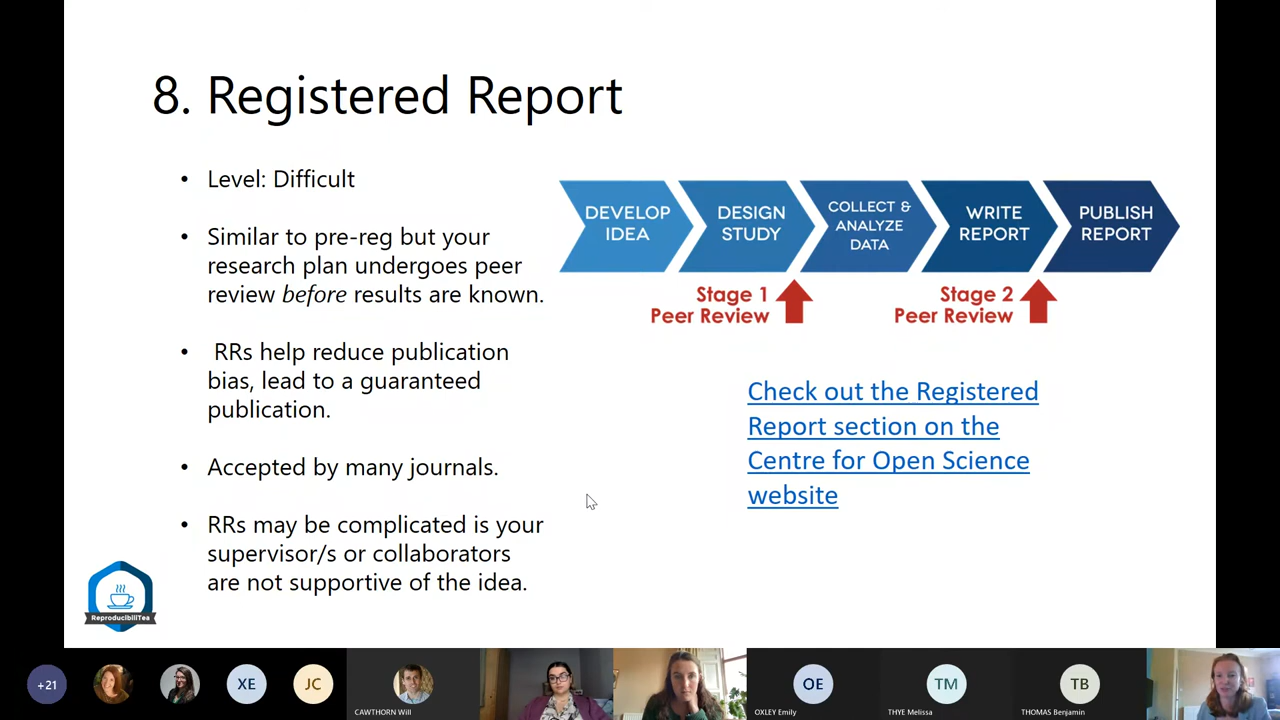 8. Registered Report
• Level: Difficult
• Similar to pre-reg but your
research plan undergoes peer
review before results are known.
• RRs help reduce publication
bias, lead to a guaranteed
publication.
• Accepted by many journals.
• RRs may be complicated is your
supervisor/s or collaborators
are not supportive of the idea.
DEVELOP
IDEA
DESIGN
STUDY
COLLECT &
ANALYZE
DATA
WRITE
REPORT
PUBLISH
REPORT
Stage 1
Peer Review
Stage 2
Peer Review
Check out the Registered
Report section on the
Centre for Open Science
website
ReproducibiliTea
+21
XE
JC
CAWTHORN Will
OE
OXLEY Emily
TM
THYE Melissa
TB
THOMAS Benjamin